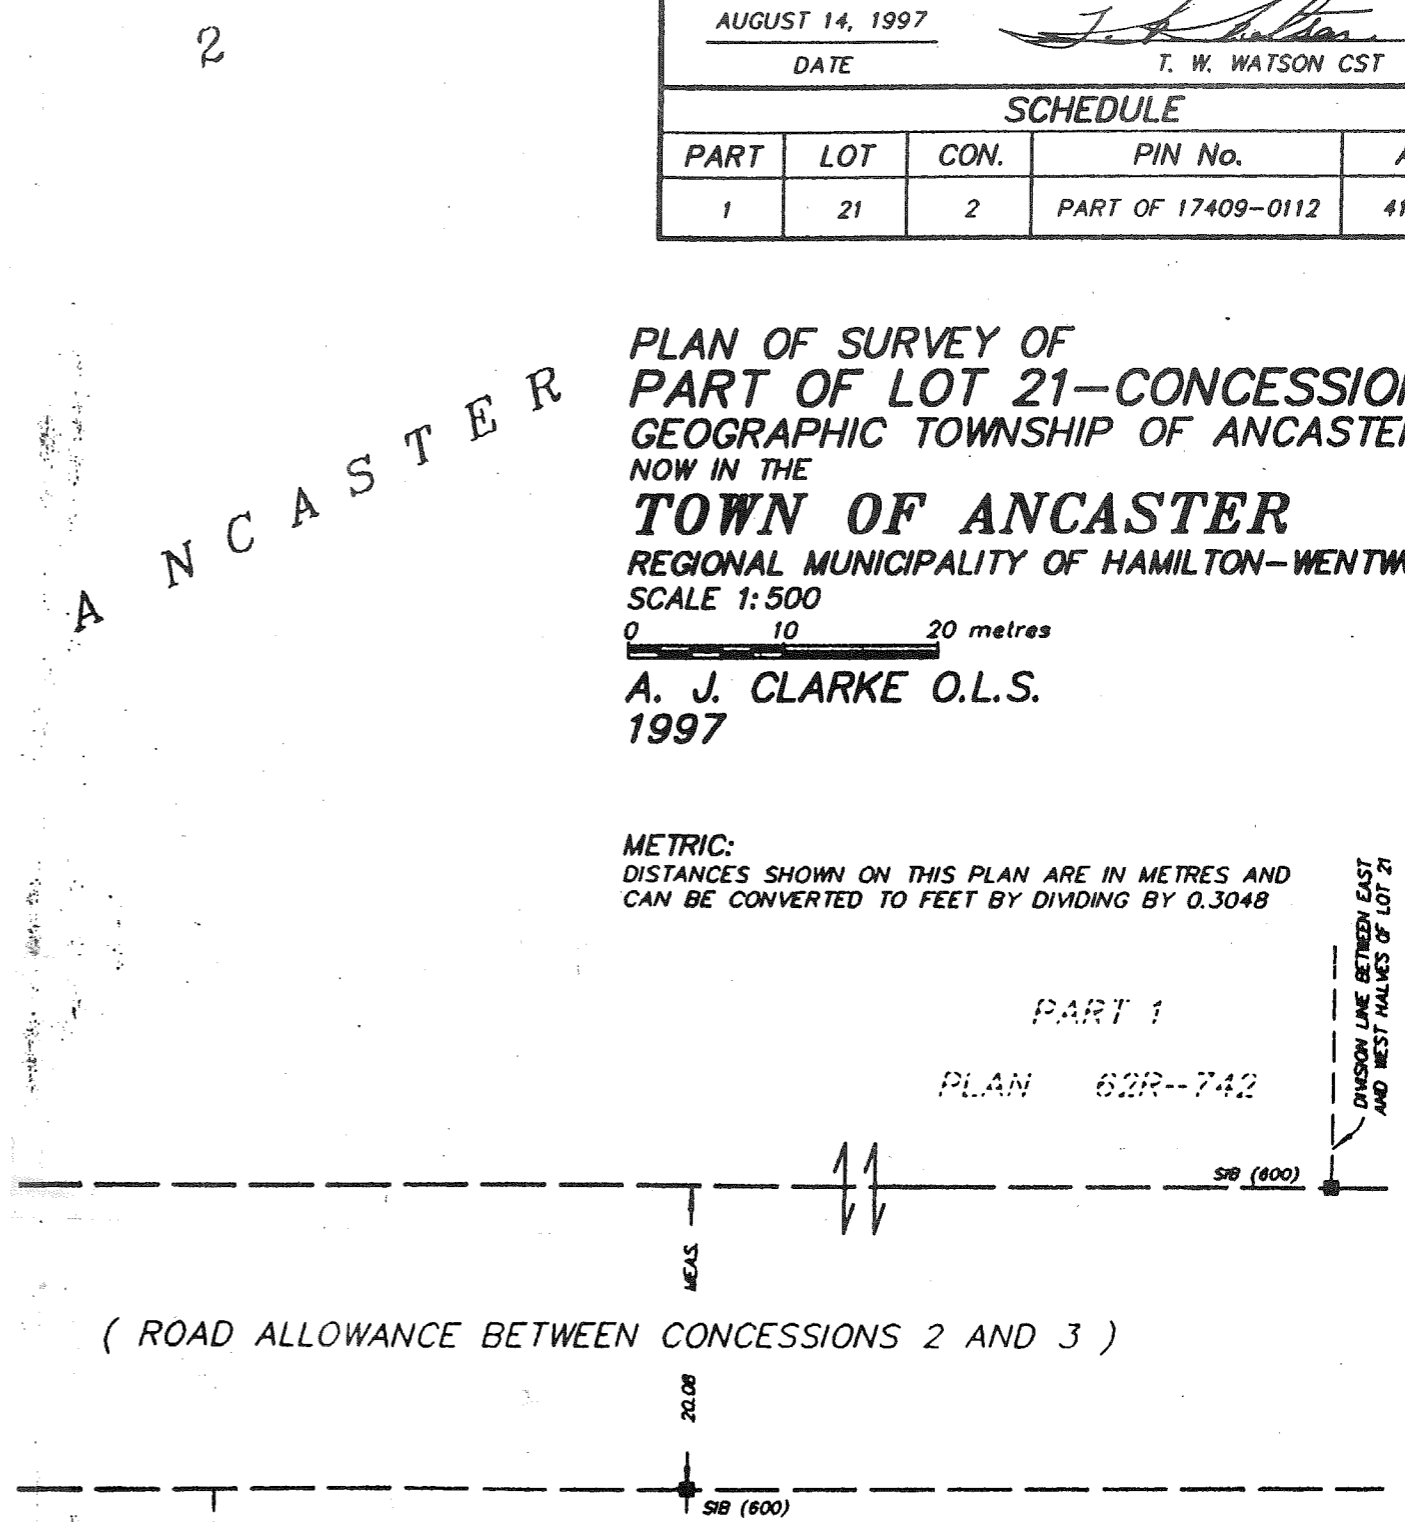 2
AUGUST 14, 1997
DATE
T. W. WATSON CST
SCHEDULE
PART LOT CON. PIN No. A
1 21 2 PART OF 17409-0112 41
ANCASTER
PLAN OF SURVEY OF
PART OF LOT 21-CONCESSION
GEOGRAPHIC TOWNSHIP OF ANCASTER
NOW IN THE
TOWN OF ANCASTER
REGIONAL MUNICIPALITY OF HAMILTON-WENTW
SCALE 1:500
0 10 20 metres
A. J. CLARKE O.L.S.
1997
METRIC:
DISTANCES SHOWN ON THIS PLAN ARE IN METRES AND
CAN BE CONVERTED TO FEET BY DIVIDING BY 0.3048
DIVISION LINE BETWEEN EAST
AND WEST HALVES OF LOT 21
PART 1
PLAN 62R-742
SIB (600)
MEAS.
( ROAD ALLOWANCE BETWEEN CONCESSIONS 2 AND 3 )
20.08
SIB (600)